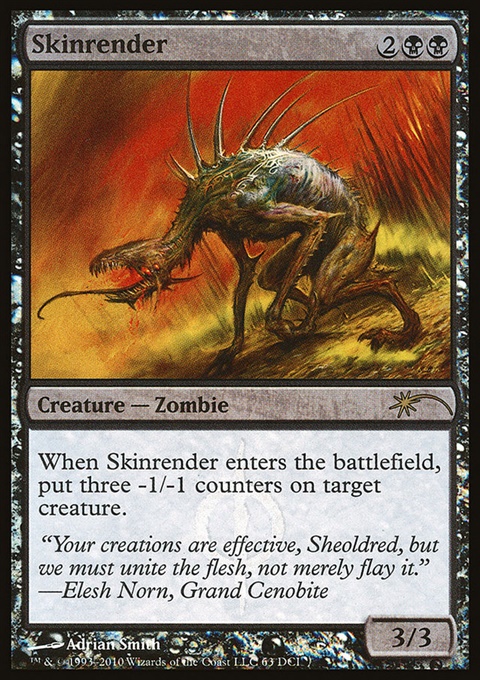 Skinrender 2
Creature — Zombie
When Skinrender enters the battlefield,
put three -1/-1 counters on target
creature.
“Your creations are effective, Sheoldred, but
we must unite the flesh, not merely flay it.”
—Elesh Norn, Grand Cenobite
3/3
Adrian Smith
™ & © 1993–2010 Wizards of the Coast LLC 63 DCI